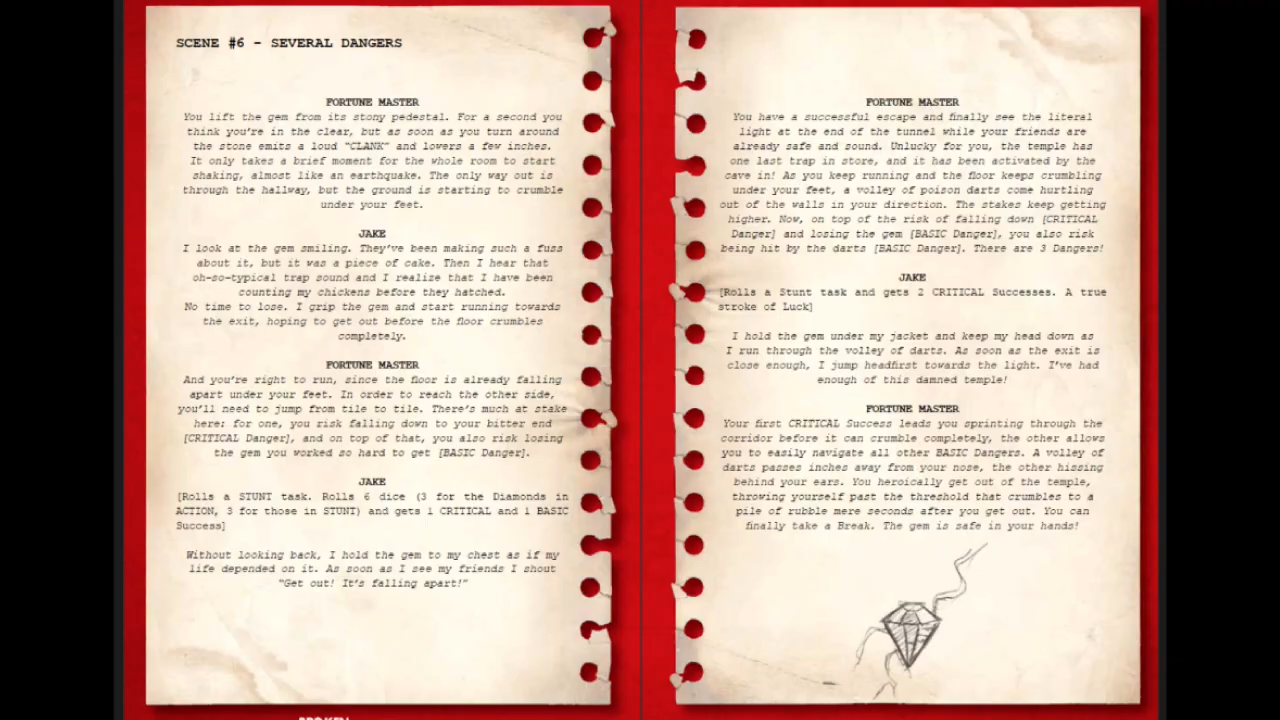 SCENE #6 - SEVERAL DANGERS
FORTUNE MASTER
You lift the gem from its stony pedestal. For a second you
think you're in the clear, but as soon as you turn around
the stone emits a loud "CLANK" and lowers a few inches.
It only takes a brief moment for the whole room to start
shaking, almost like an earthquake. The only way out is
through the hallway, but the ground is starting to crumble
under your feet.
JAKE
I look at the gem smiling. They've been making such a fuss
about it, but it was a piece of cake. Then I hear that
oh-so-typical trap sound and I realize that I have been
counting my chickens before they hatched.
No time to lose. I grip the gem and start running towards
the exit, hoping to get out before the floor crumbles
completely.
FORTUNE MASTER
And you're right to run, since the floor is already falling
apart under your feet. In order to reach the other side,
you'll need to jump from tile to tile. There's much at stake
here: for one, you risk falling down to your bitter end
[CRITICAL Danger], and on top of that, you also risk losing
the gem you worked so hard to get [BASIC Danger].
JAKE
[Rolls a STUNT task. Rolls 6 dice (3 for the Diamonds in
ACTION, 3 for those in STUNT) and gets 1 CRITICAL and 1 BASIC
Success]
Without looking back, I hold the gem to my chest as if my
life depended on it. As soon as I see my friends I shout
"Get out! It's falling apart!"
FORTUNE MASTER
You have a successful escape and finally see the literal
light at the end of the tunnel while your friends are
already safe and sound. Unlucky for you, the temple has
one last trap in store, and it has been activated by the
cave in! As you keep running and the floor keeps crumbling
under your feet, a volley of poison darts come hurtling
out of the walls in your direction. The stakes keep getting
higher. Now, on top of the risk of falling down [CRITICAL
Danger] and losing the gem [BASIC Danger], you also risk
being hit by the darts [BASIC Danger]. There are 3 Dangers!
JAKE
[Rolls a Stunt task and gets 2 CRITICAL Successes. A true
stroke of Luck]
I hold the gem under my jacket and keep my head down as
I run through the volley of darts. As soon as the exit is
close enough, I jump headfirst towards the light. I've had
enough of this damned temple!
FORTUNE MASTER
Your first CRITICAL Success leads you sprinting through the
corridor before it can crumble completely, the other allows
you to easily navigate all other BASIC Dangers. A volley of
darts passes inches away from your nose, the other hissing
behind your ears. You heroically get out of the temple,
throwing yourself past the threshold that crumbles to a
pile of rubble mere seconds after you get out. You can
finally take a Break. The gem is safe in your hands!